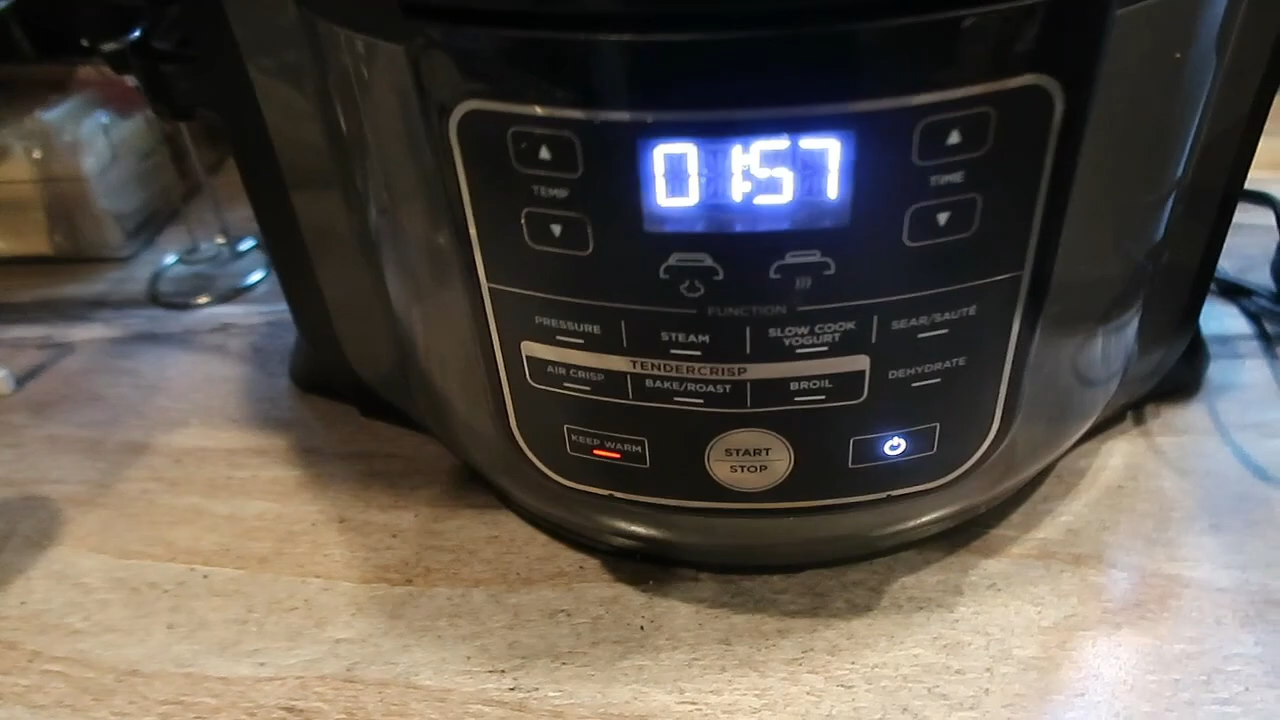 01:57
TEMP
TIME
FUNCTION
PRESSURE
STEAM
SLOW COOK
YOGURT
SEAR/SAUTÉ
TENDERCRISP
AIR CRISP
BAKE/ROAST
BROIL
DEHYDRATE
KEEP WARM
START
STOP